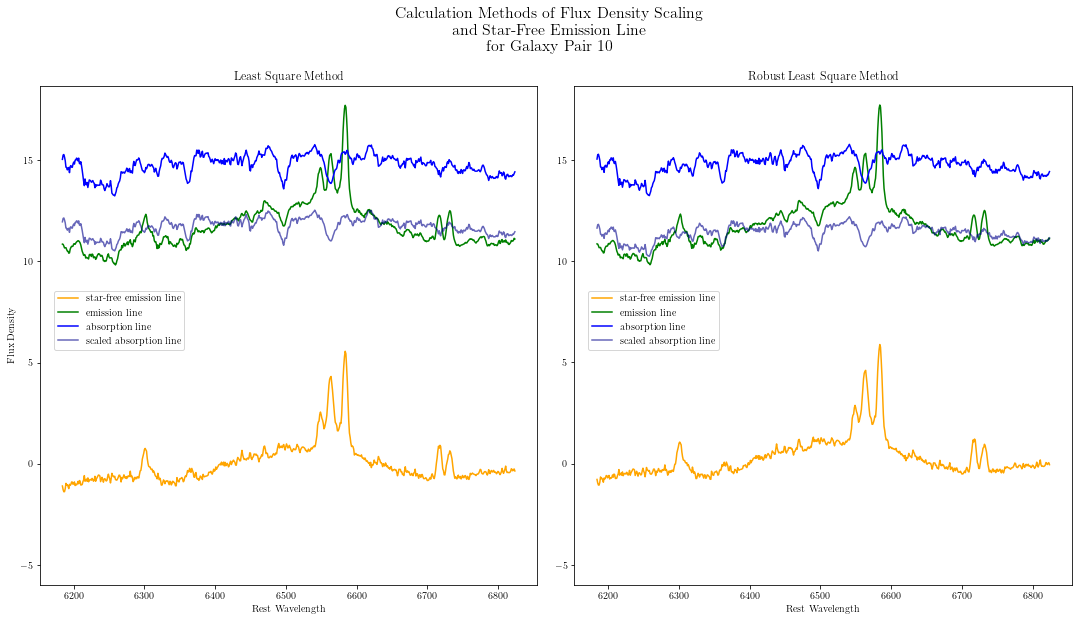 Calculation Methods of Flux Density Scaling
and Star-Free Emission Line
for Galaxy Pair 10
Least Square Method
Flux Density
15
10
5
0
−5
star-free emission line
emission line
absorption line
scaled absorption line
6200 6300 6400 6500 6600 6700 6800
Rest Wavelength
Robust Least Square Method
15
10
5
0
−5
star-free emission line
emission line
absorption line
scaled absorption line
6200 6300 6400 6500 6600 6700 6800
Rest Wavelength